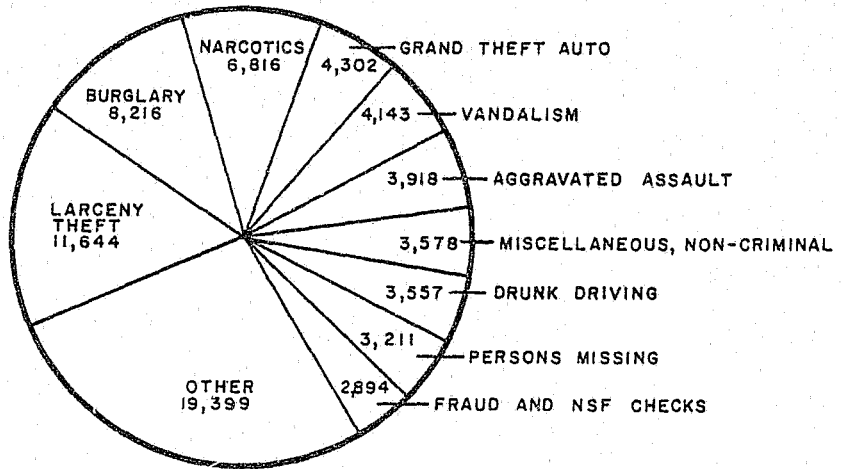 NARCOTICS
6,816
4,302 GRAND THEFT AUTO
BURGLARY
8,216
4,143 VANDALISM
3,918 AGGRAVATED ASSAULT
LARCENY
THEFT
11,644
3,578 MISCELLANEOUS, NON-CRIMINAL
3,557 DRUNK DRIVING
3,211 PERSONS MISSING
OTHER
19,399
2,894 FRAUD AND NSF CHECKS